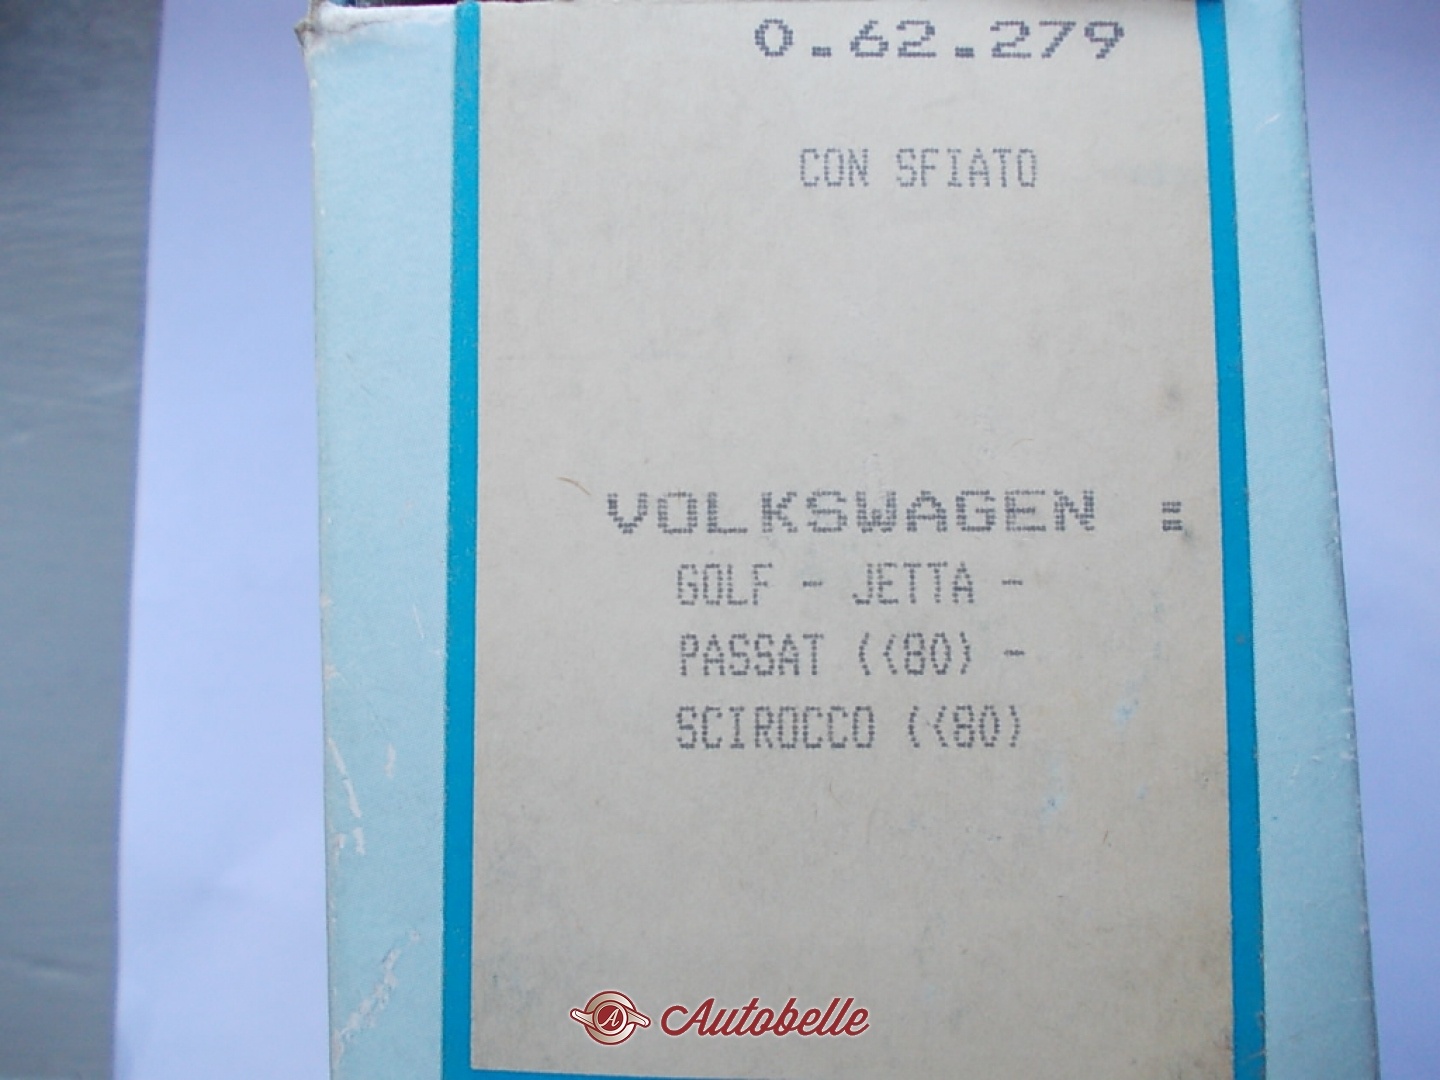 0.62.279
CON SFIATO
VOLKSWAGEN :
GOLF - JETTA -
PASSAT (<80) -
SCIROCCO (<80)
A Autobelle